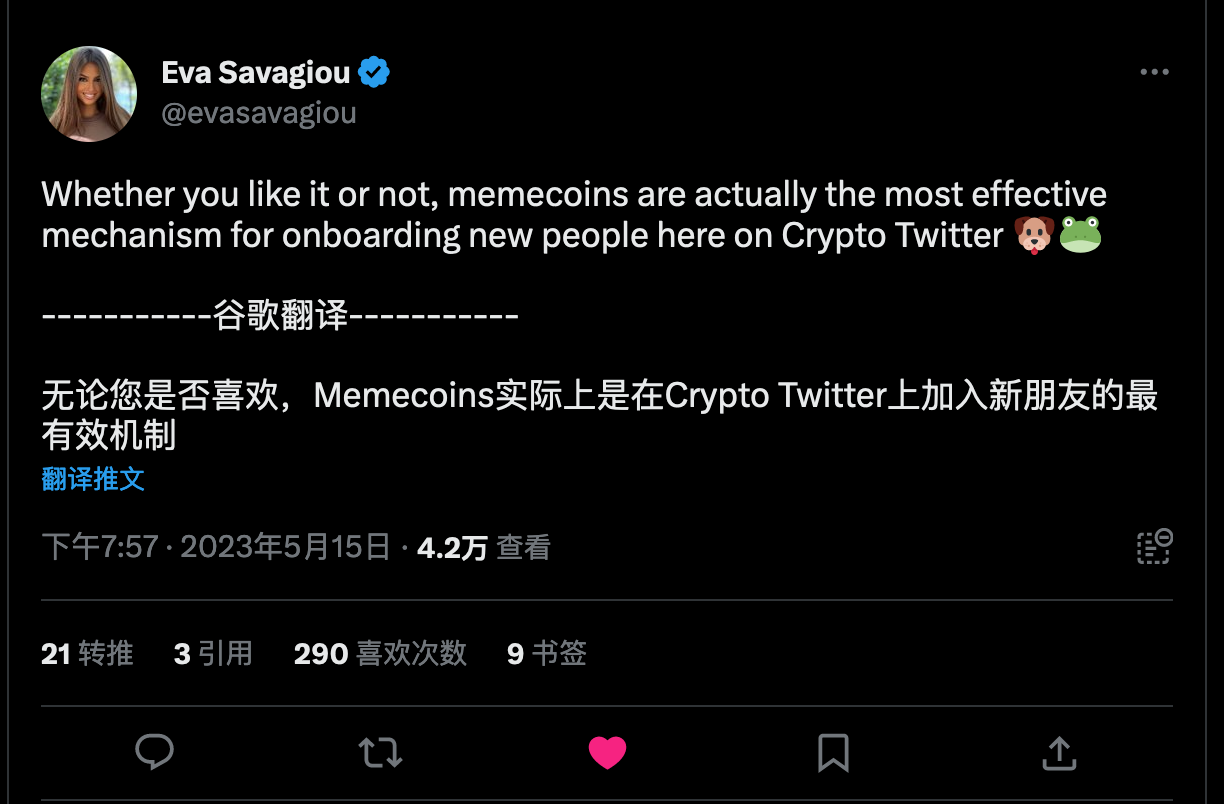 Eva Savagiou
@evasavagiou
Whether you like it or not, memecoins are actually the most effective
mechanism for onboarding new people here on Crypto Twitter 🐶🐸
-----------谷歌翻译-----------
无论您是否喜欢，Memecoins实际上是在Crypto Twitter上加入新朋友的最
有效机制
翻译推文
下午7:57 · 2023年5月15日 · 4.2万 查看
21 转推 3 引用 290 喜欢次数 9 书签